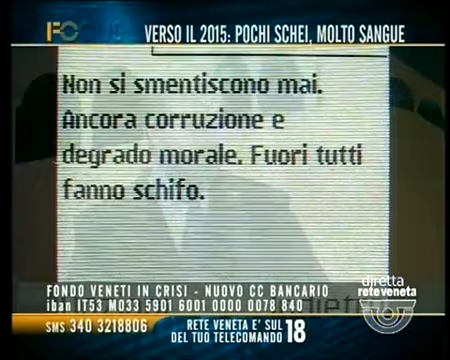 FOCUS
VERSO IL 2015: POCHI SCHEI, MOLTO SANGUE
Non si smentiscono mai.
Ancora corruzione e
degrado morale. Fuori tutti
fanno schifo.
diretta
reteveneta
FONDO VENETI IN CRISI - NUOVO CC BANCARIO
iban IT53 M033 5901 6001 0000 0078 840
SMS 340 3218806
RETE VENETA E' SUL
DEL TUO TELECOMANDO 18